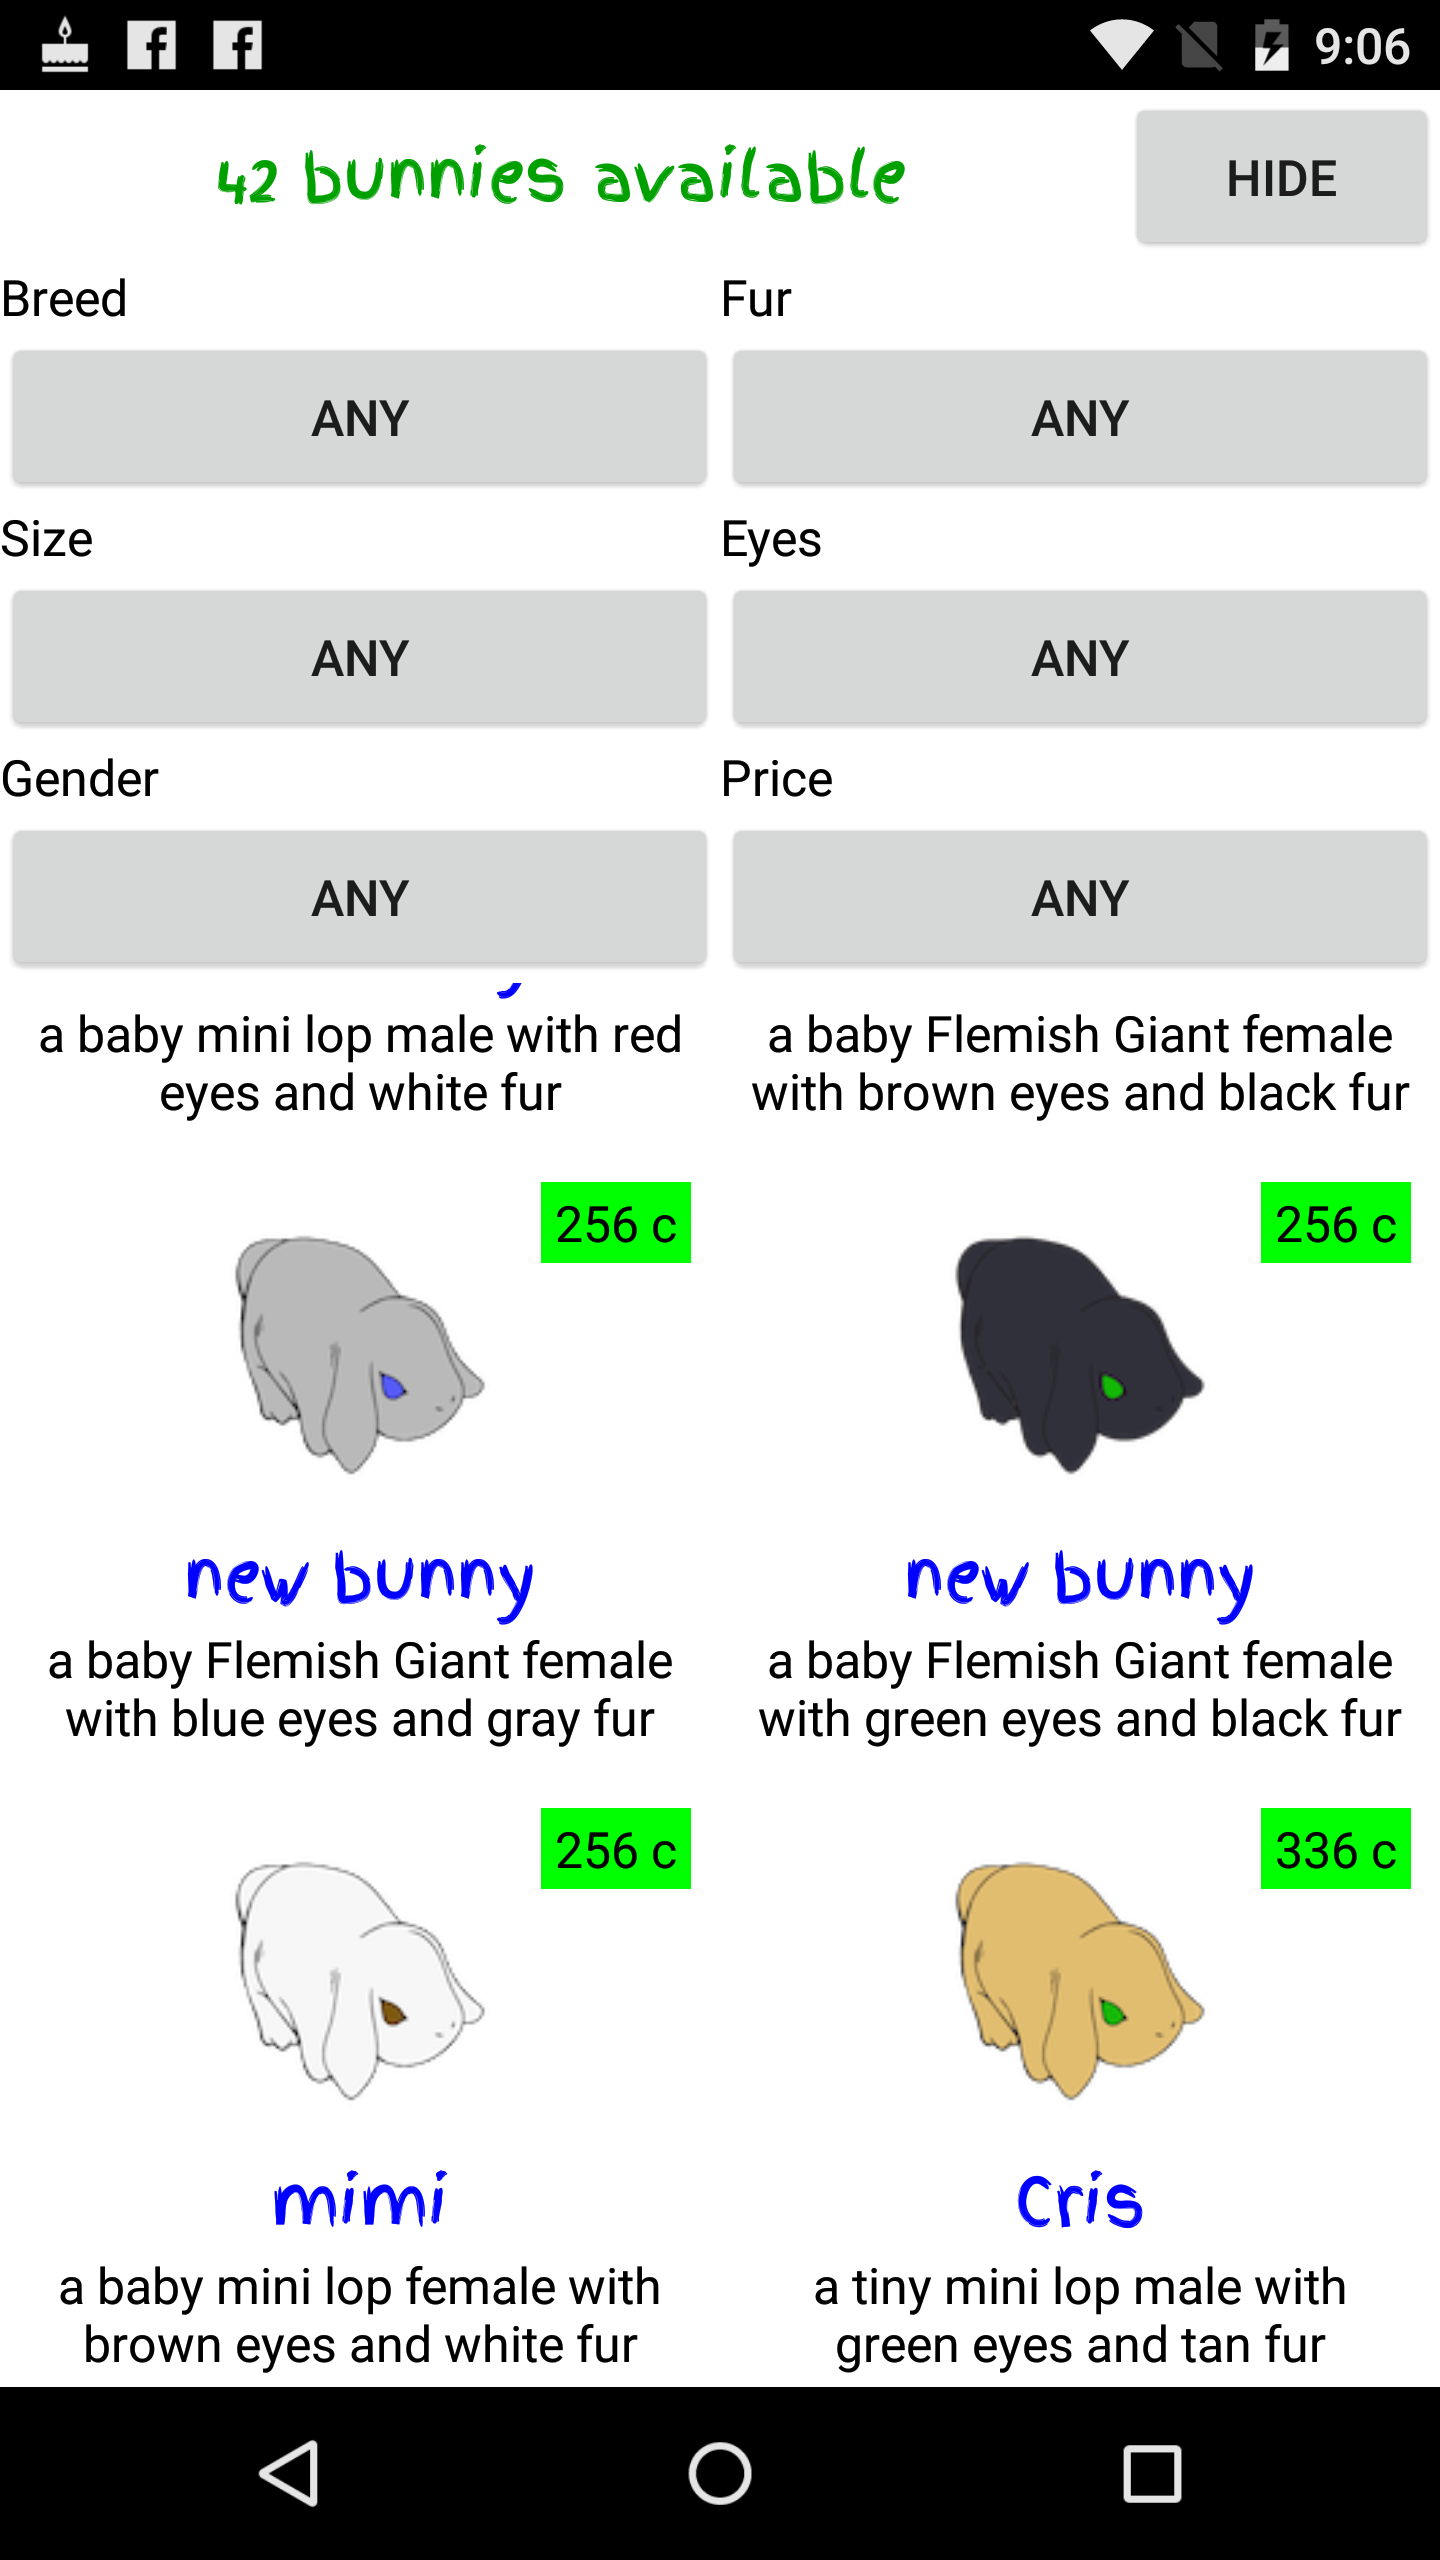 9:06
42 bunnies available
HIDE
Breed
Fur
ANY
ANY
Size
Eyes
ANY
ANY
Gender
Price
ANY
ANY
a baby mini lop male with red
eyes and white fur
a baby Flemish Giant female
with brown eyes and black fur
256 c
256 c
new bunny
new bunny
a baby Flemish Giant female
with blue eyes and gray fur
a baby Flemish Giant female
with green eyes and black fur
256 c
336 c
mimi
Cris
a baby mini lop female with
brown eyes and white fur
a tiny mini lop male with
green eyes and tan fur